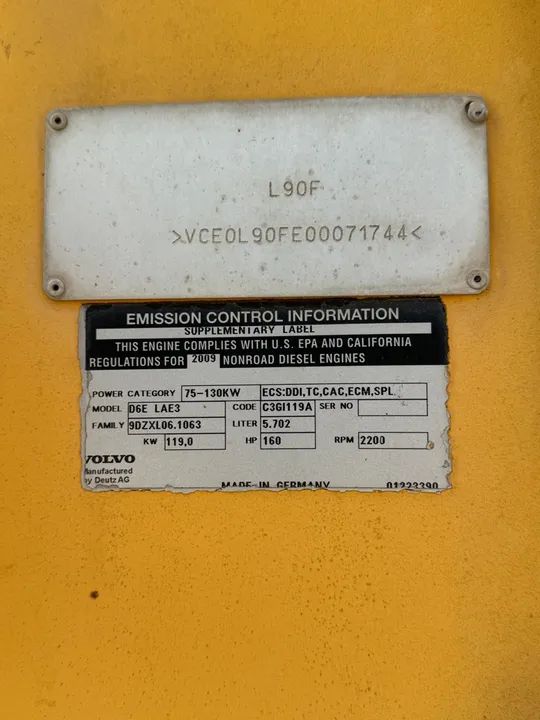 L90F
>VCE0L90FE00071744<
EMISSION CONTROL INFORMATION
SUPPLEMENTARY LABEL
THIS ENGINE COMPLIES WITH U.S. EPA AND CALIFORNIA
REGULATIONS FOR 2009 NONROAD DIESEL ENGINES
POWER CATEGORY 75-130KW ECS:DDI,TC,CAC,ECM,SPL
MODEL D6E LAE3 CODE C3GI119A SER NO
FAMILY 9DZXL06.1063 LITER 5.702
KW 119,0 HP 160 RPM 2200
VOLVO
Manufactured
by Deutz AG
MADE IN GERMANY 01223390